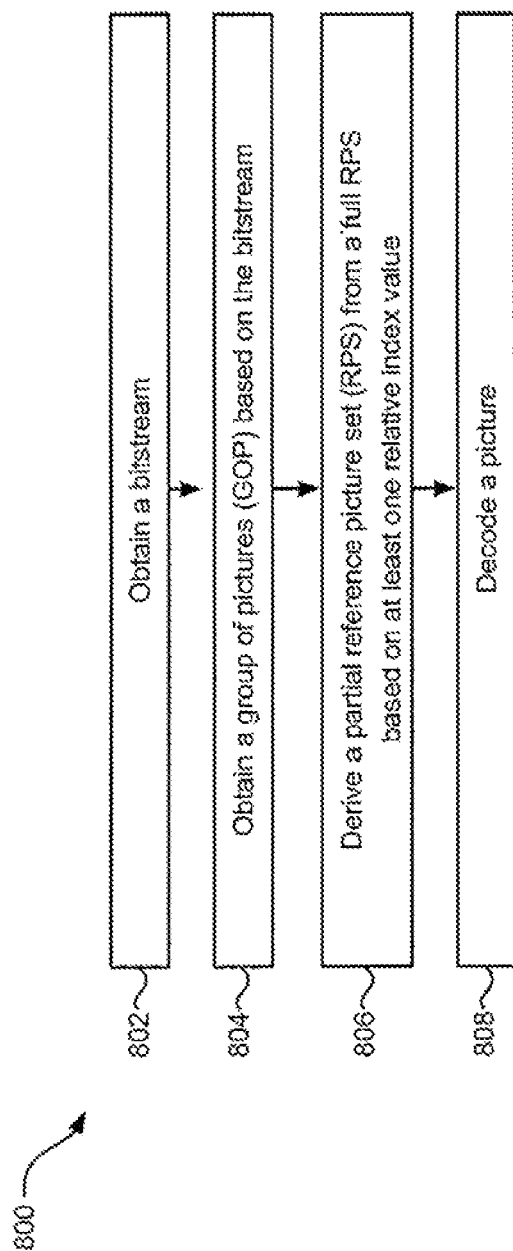 800
802
Obtain a bitstream
804
Obtain a group of pictures (GOP) based on the bitstream
806
Derive a partial reference picture set (RPS) from a full RPS
based on at least one relative index value
808
Decode a picture